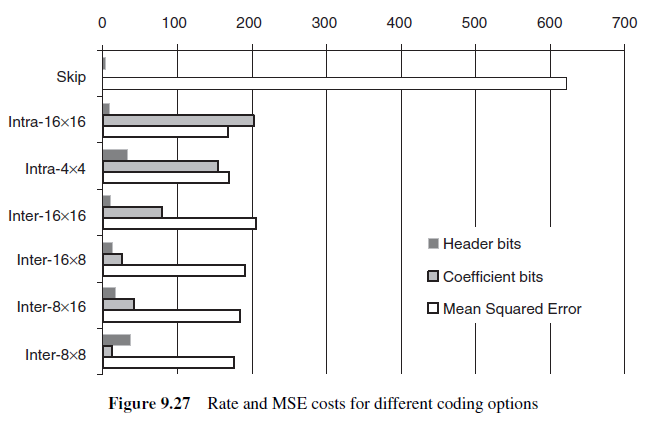 0 100 200 300 400 500 600 700
Skip
Intra-16×16
Intra-4×4
Inter-16×16
Inter-16×8
Inter-8×16
Inter-8×8
Header bits
Coefficient bits
Mean Squared Error
Figure 9.27 Rate and MSE costs for different coding options